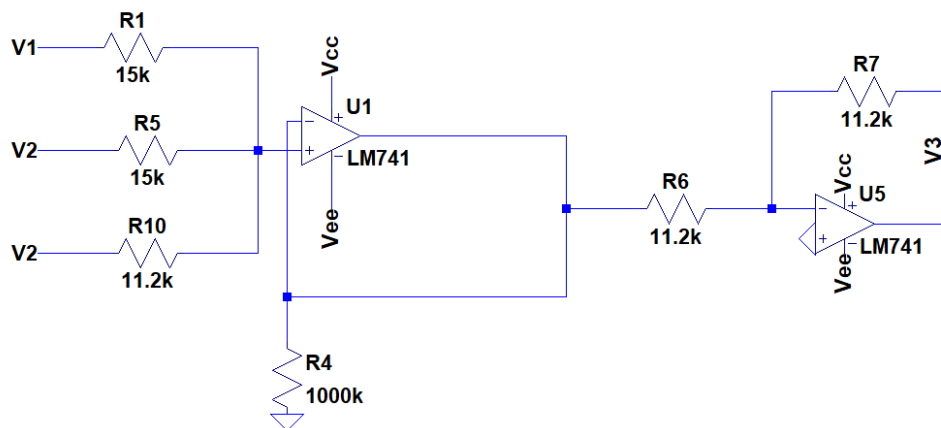 R1
V1
15k
R5
V2
15k
R10
V2
11.2k
Vcc
U1
LM741
Vee
R4
1000k
R6
11.2k
R7
11.2k
V3
Vcc
U5
LM741
Vee